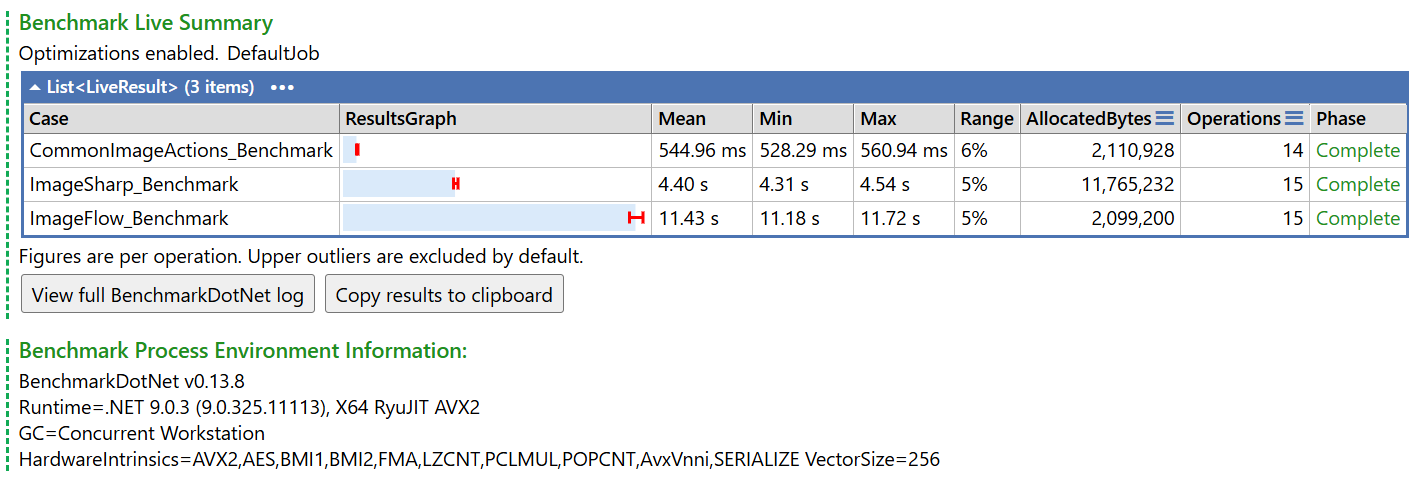 Benchmark Live Summary
Optimizations enabled. DefaultJob
List<LiveResult> (3 items) •••
Case ResultsGraph Mean Min Max Range AllocatedBytes Operations Phase
CommonImageActions_Benchmark 544.96 ms 528.29 ms 560.94 ms 6% 2,110,928 14 Complete
ImageSharp_Benchmark 4.40 s 4.31 s 4.54 s 5% 11,765,232 15 Complete
ImageFlow_Benchmark 11.43 s 11.18 s 11.72 s 5% 2,099,200 15 Complete
Figures are per operation. Upper outliers are excluded by default.
View full BenchmarkDotNet log Copy results to clipboard
Benchmark Process Environment Information:
BenchmarkDotNet v0.13.8
Runtime=.NET 9.0.3 (9.0.325.11113), X64 RyuJIT AVX2
GC=Concurrent Workstation
HardwareIntrinsics=AVX2,AES,BMI1,BMI2,FMA,LZCNT,PCLMUL,POPCNT,AvxVnni,SERIALIZE VectorSize=256